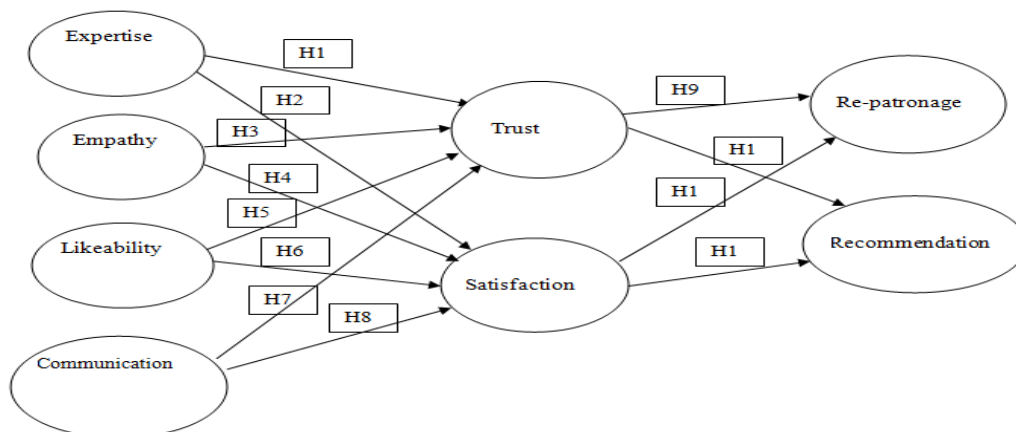 Expertise
H1
H2
Empathy
H3
Trust
H9
Re-patronage
H4
H1
H1
Likeability
H5
H6
Satisfaction
H1
Recommendation
H7
Communication
H8